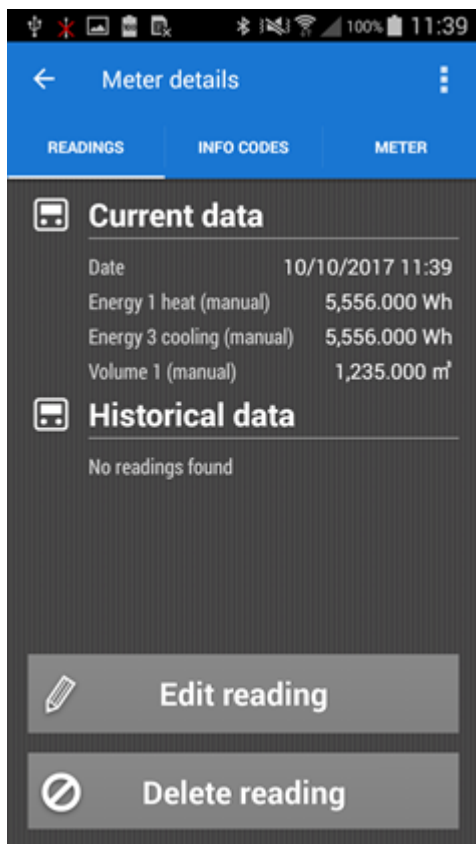 100% 11:39
Meter details
READINGS INFO CODES METER
Current data
Date 10/10/2017 11:39
Energy 1 heat (manual) 5,556.000 Wh
Energy 3 cooling (manual) 5,556.000 Wh
Volume 1 (manual) 1,235.000 m³
Historical data
No readings found
Edit reading
Delete reading